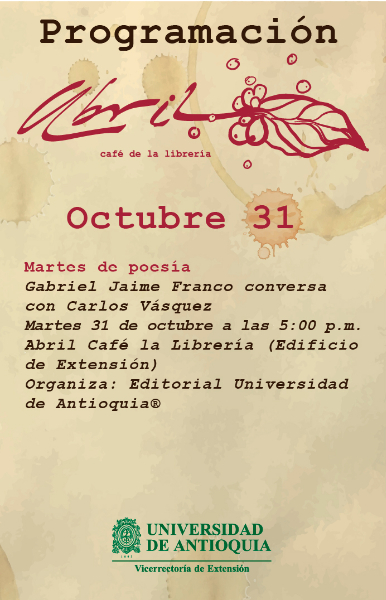 Programación
Abril
café de la librería
Octubre 31
Martes de poesía
Gabriel Jaime Franco conversa
con Carlos Vásquez
Martes 31 de octubre a las 5:00 p.m.
Abril Café la Librería (Edificio
de Extensión)
Organiza: Editorial Universidad
de Antioquia®
UNIVERSIDAD
DE ANTIOQUIA
1803
Vicerrectoría de Extensión